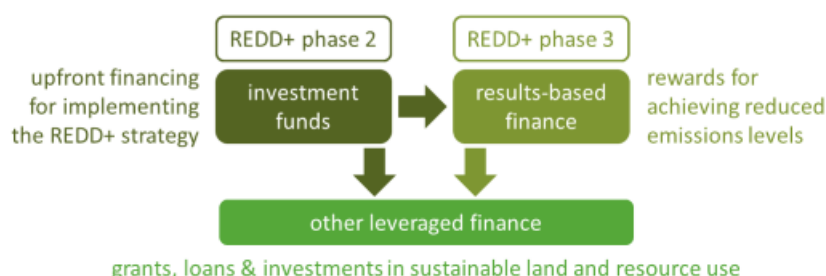 REDD+ phase 2
REDD+ phase 3
upfront financing
for implementing
the REDD+ strategy
investment
funds
results-based
finance
rewards for
achieving reduced
emissions levels
other leveraged finance
grants, loans & investments in sustainable land and resource use